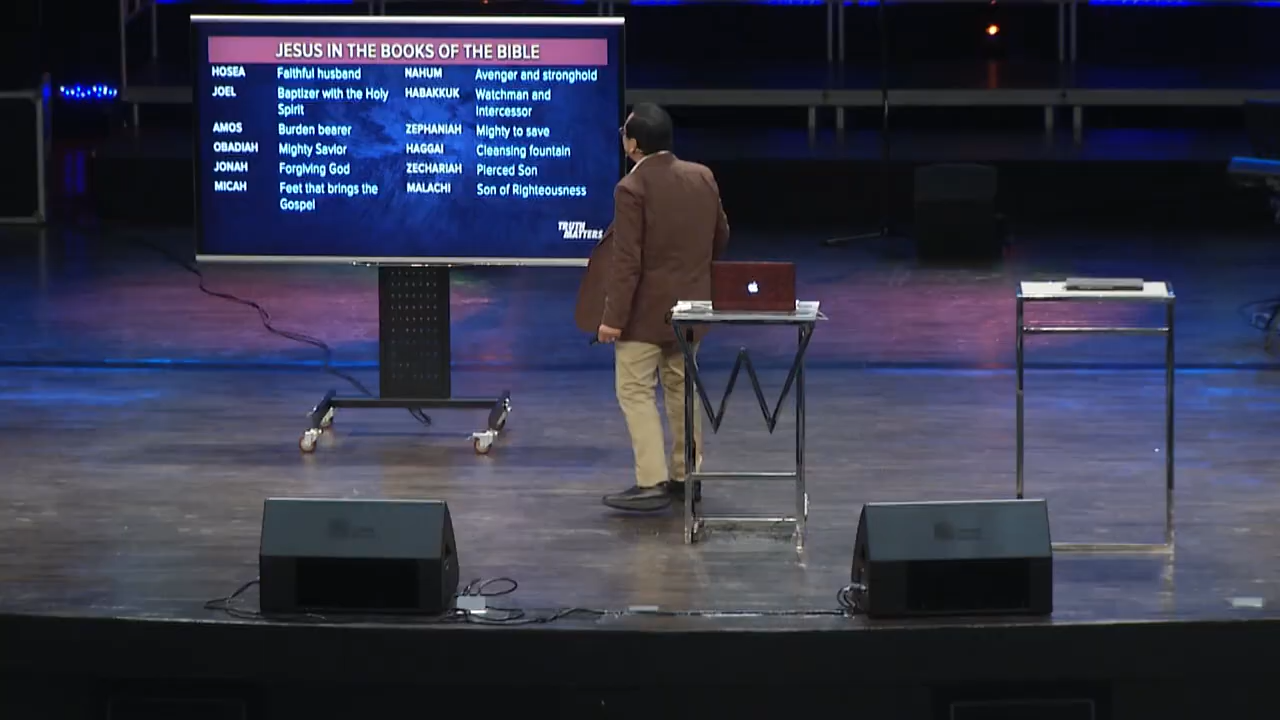 JESUS IN THE BOOKS OF THE BIBLE
HOSEA Faithful husband
JOEL Baptizer with the Holy
Spirit
AMOS Burden bearer
OBADIAH Mighty Savior
JONAH Forgiving God
MICAH Feet that brings the
Gospel
NAHUM Avenger and stronghold
HABAKKUK Watchman and
Intercessor
ZEPHANIAH Mighty to save
HAGGAI Cleansing fountain
ZECHARIAH Pierced Son
MALACHI Son of Righteousness
TRUTH
MATTERS